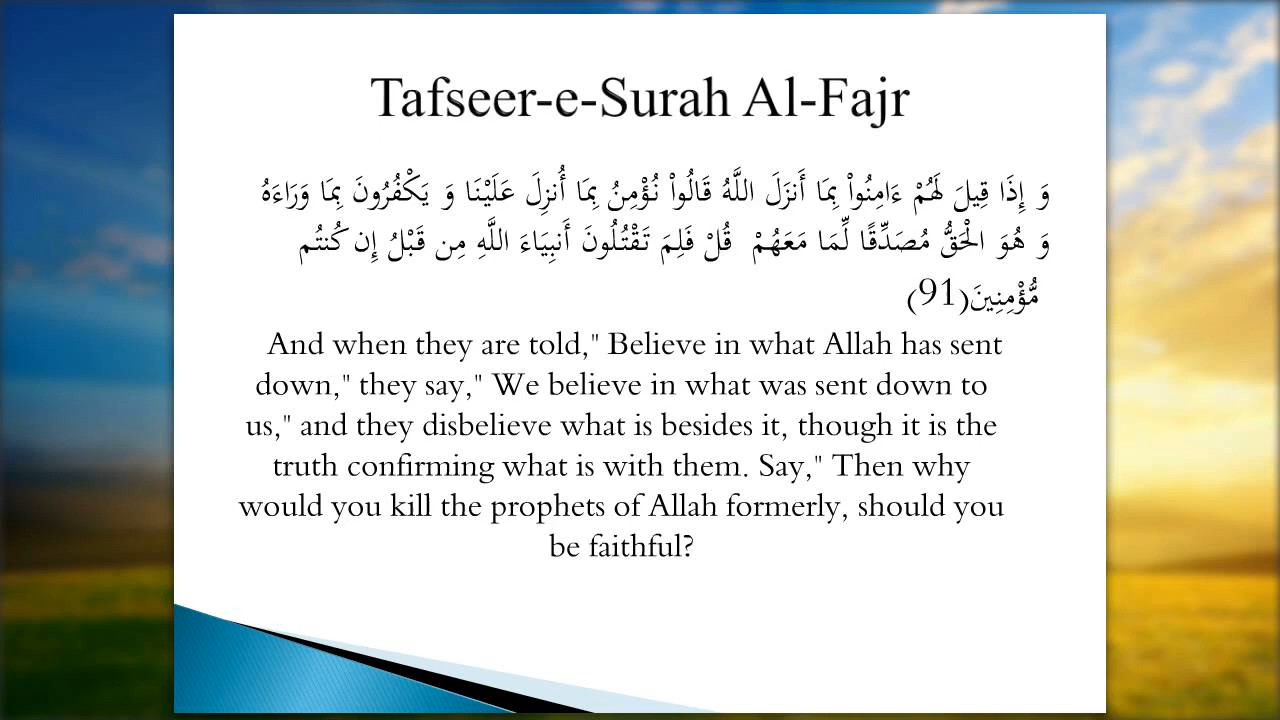 Tafseer-e-Surah Al-Fajr
وَ إِذَا قِيلَ لَهُمْ ءَامِنُواْ بِمَا أَنزَلَ اللَّهُ قَالُواْ نُؤْمِنُ بِمَا أُنزِلَ عَلَيْنَا وَ يَكْفُرُونَ بِمَا وَرَاءَهُ
وَ هُوَ الْحَقُّ مُصَدِّقًا لِّمَا مَعَهُمْ قُلْ فَلِمَ تَقْتُلُونَ أَنبِيَاءَ اللَّهِ مِن قَبْلُ إِن كُنتُم
مُّؤْمِنِينَ(91)
And when they are told," Believe in what Allah has sent
down," they say," We believe in what was sent down to
us," and they disbelieve what is besides it, though it is the
truth confirming what is with them. Say," Then why
would you kill the prophets of Allah formerly, should you
be faithful?